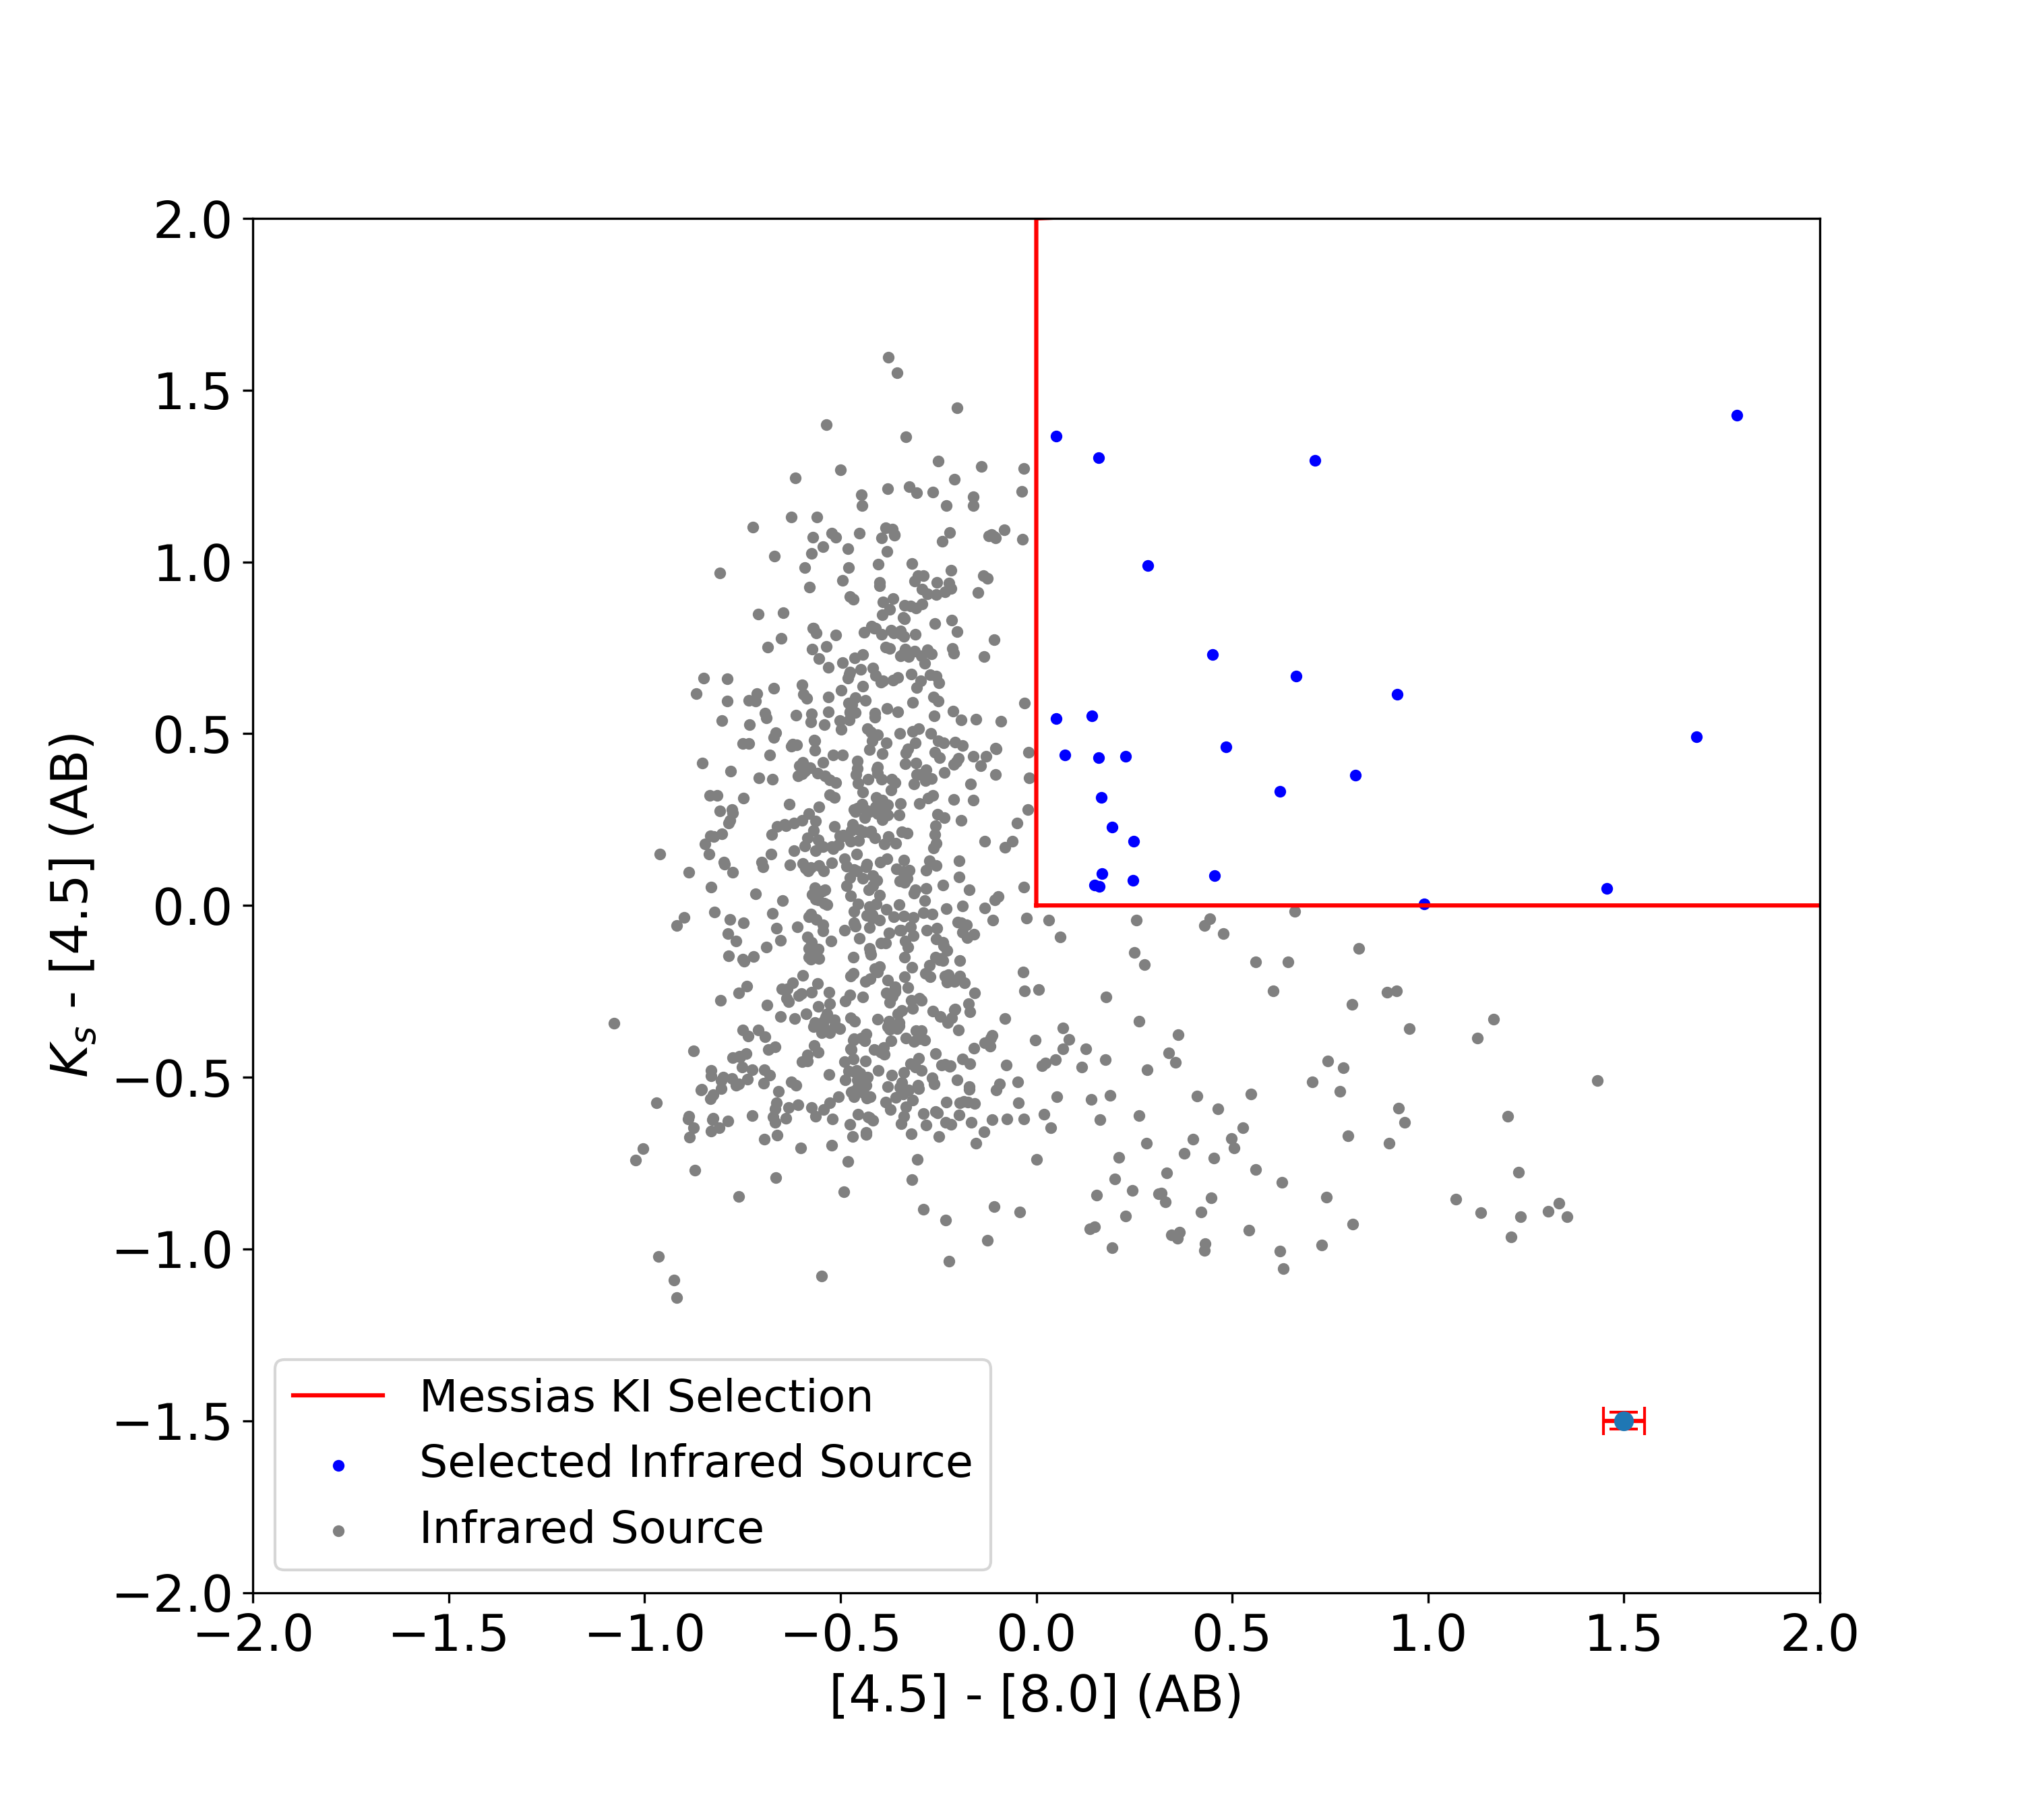 2.0
1.5
1.0
0.5
0.0
−0.5
−1.0
−1.5
−2.0
Kₛ - [4.5] (AB)
Messias KI Selection
Selected Infrared Source
Infrared Source
−2.0 −1.5 −1.0 −0.5 0.0 0.5 1.0 1.5 2.0
[4.5] - [8.0] (AB)